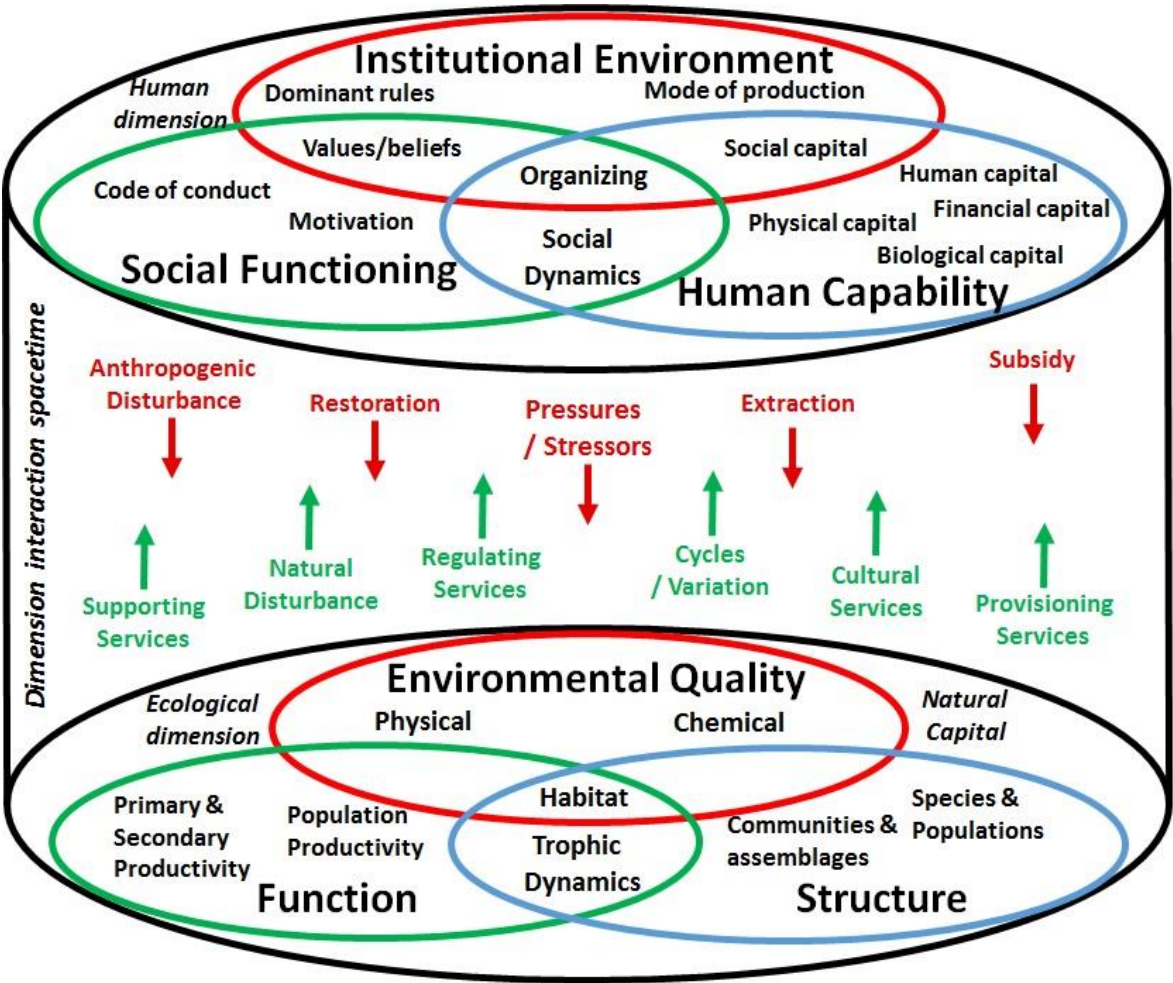 Institutional Environment
Human
dimension
Dominant rules
Mode of production
Values/beliefs
Social capital
Organizing
Code of conduct
Human capital
Motivation
Physical capital
Financial capital
Social
Dynamics
Biological capital
Social Functioning
Human Capability
Dimension interaction spacetime
Anthropogenic
Disturbance
Restoration
Pressures
/ Stressors
Extraction
Subsidy
Supporting
Services
Natural
Disturbance
Regulating
Services
Cycles
/ Variation
Cultural
Services
Provisioning
Services
Environmental Quality
Ecological
dimension
Physical
Chemical
Natural
Capital
Primary &
Secondary
Productivity
Population
Productivity
Habitat
Trophic
Dynamics
Communities &
assemblages
Species &
Populations
Function
Structure